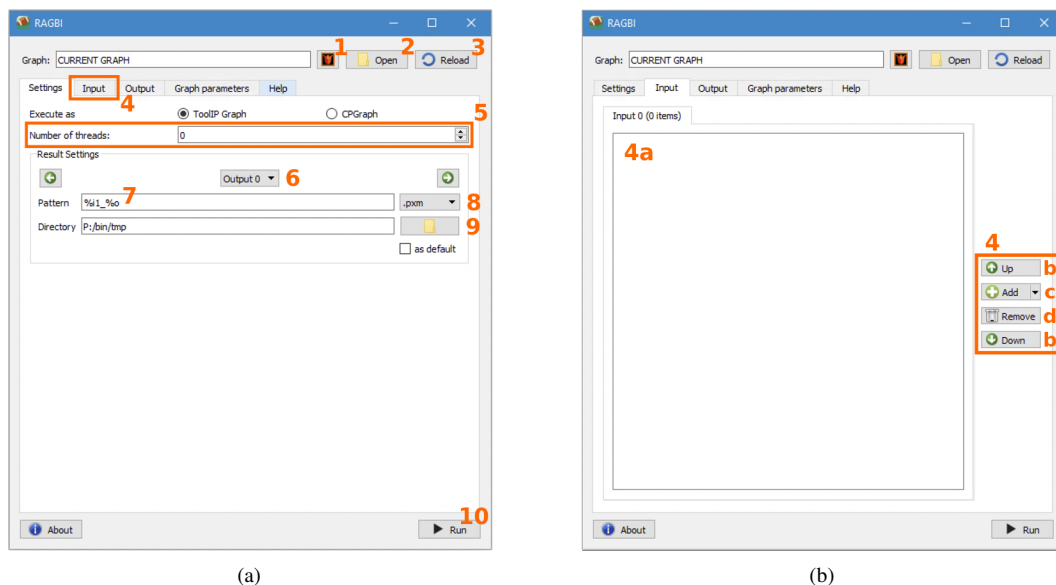 RAGBI
Graph: CURRENT GRAPH 1 Open 2 Reload 3
Settings Input Output Graph parameters Help
4
Execute as ToolIP Graph CPGraph 5
Number of threads: 0
Result Settings
Output 0 6
Pattern %i1_%o 7 .pxm 8
Directory P:/bin/tmp 9
as default
10
About Run
(a)
RAGBI
Graph: CURRENT GRAPH Open Reload
Settings Input Output Graph parameters Help
Input 0 (0 items)
4a
4
Up b
Add c
Remove d
Down b
About Run
(b)